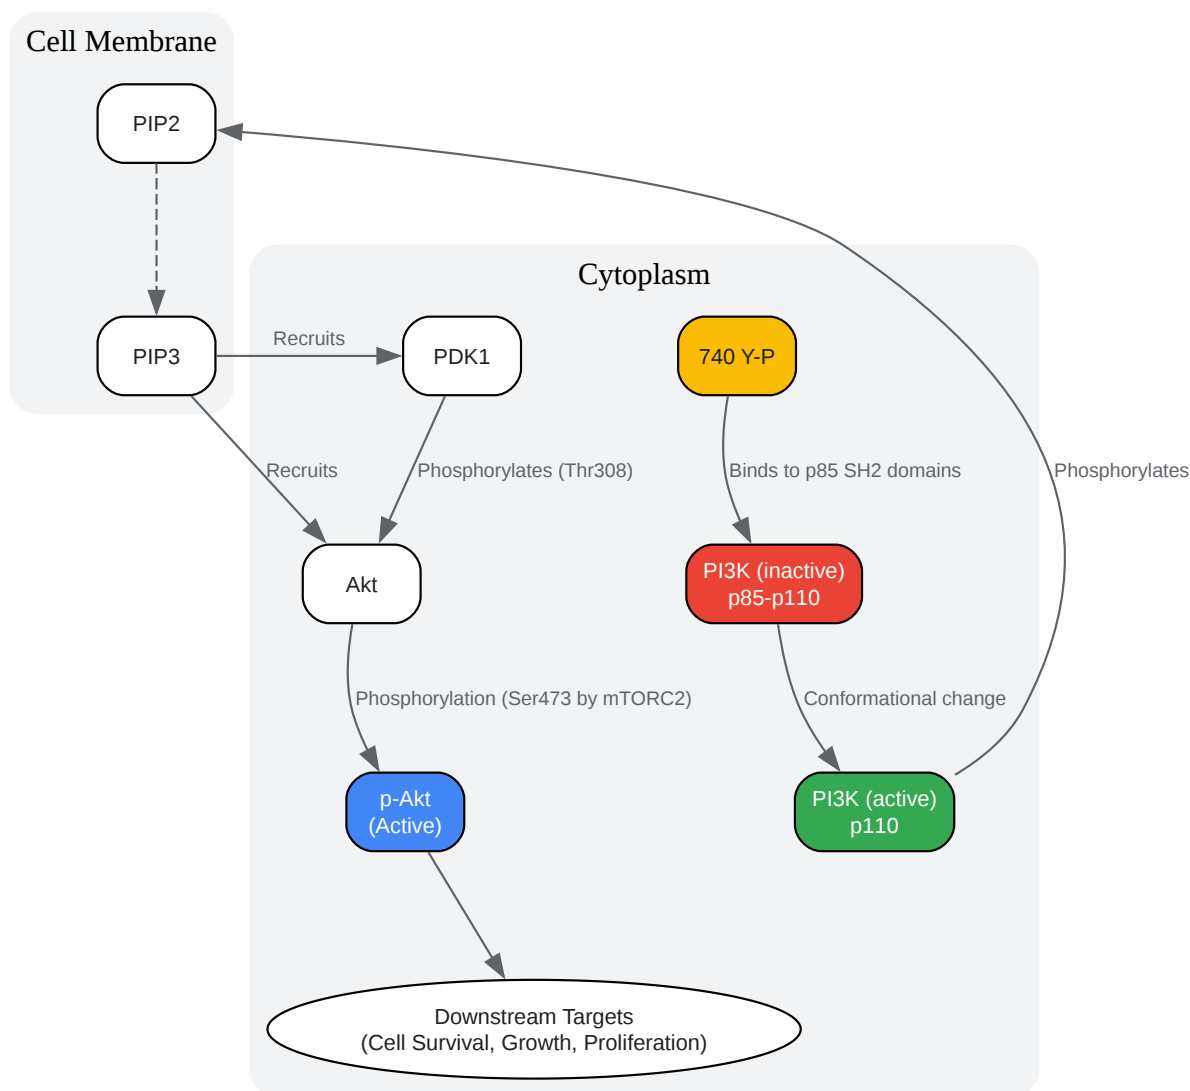 Cell Membrane
PIP2
Cytoplasm
PIP3
Recruits
PDK1
740 Y-P
Recruits
Phosphorylates (Thr308)
Binds to p85 SH2 domains
Phosphorylates
Akt
PI3K (inactive)
p85-p110
Phosphorylation (Ser473 by mTORC2)
Conformational change
p-Akt
(Active)
PI3K (active)
p110
Downstream Targets
(Cell Survival, Growth, Proliferation)